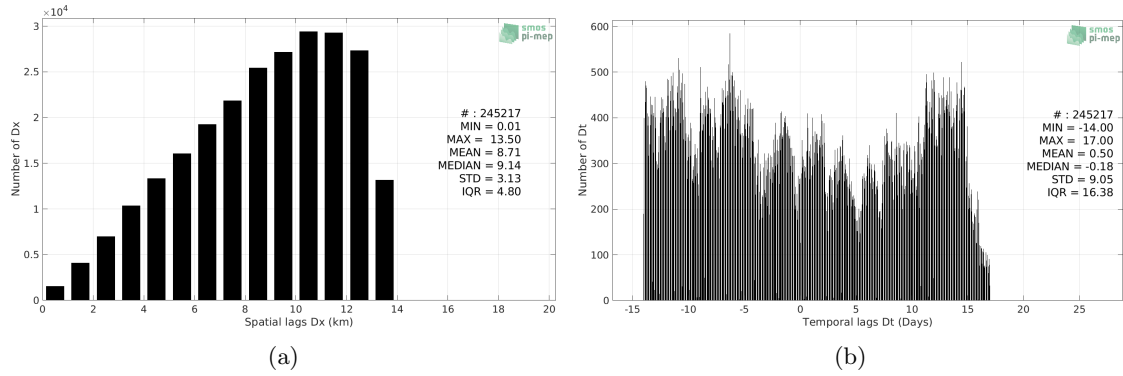 ×10⁴
3
2.5
2
1.5
1
0.5
0
0 2 4 6 8 10 12 14 16 18 20
Number of Dx
Spatial lags Dx (km)
smos
pi-mep
# : 245217
MIN = 0.01
MAX = 13.50
MEAN = 8.71
MEDIAN = 9.14
STD = 3.13
IQR = 4.80
(a)
600
500
400
300
200
100
0
-15 -10 -5 0 5 10 15 20 25
Number of Dt
Temporal lags Dt (Days)
smos
pi-mep
# : 245217
MIN = -14.00
MAX = 17.00
MEAN = 0.50
MEDIAN = -0.18
STD = 9.05
IQR = 16.38
(b)